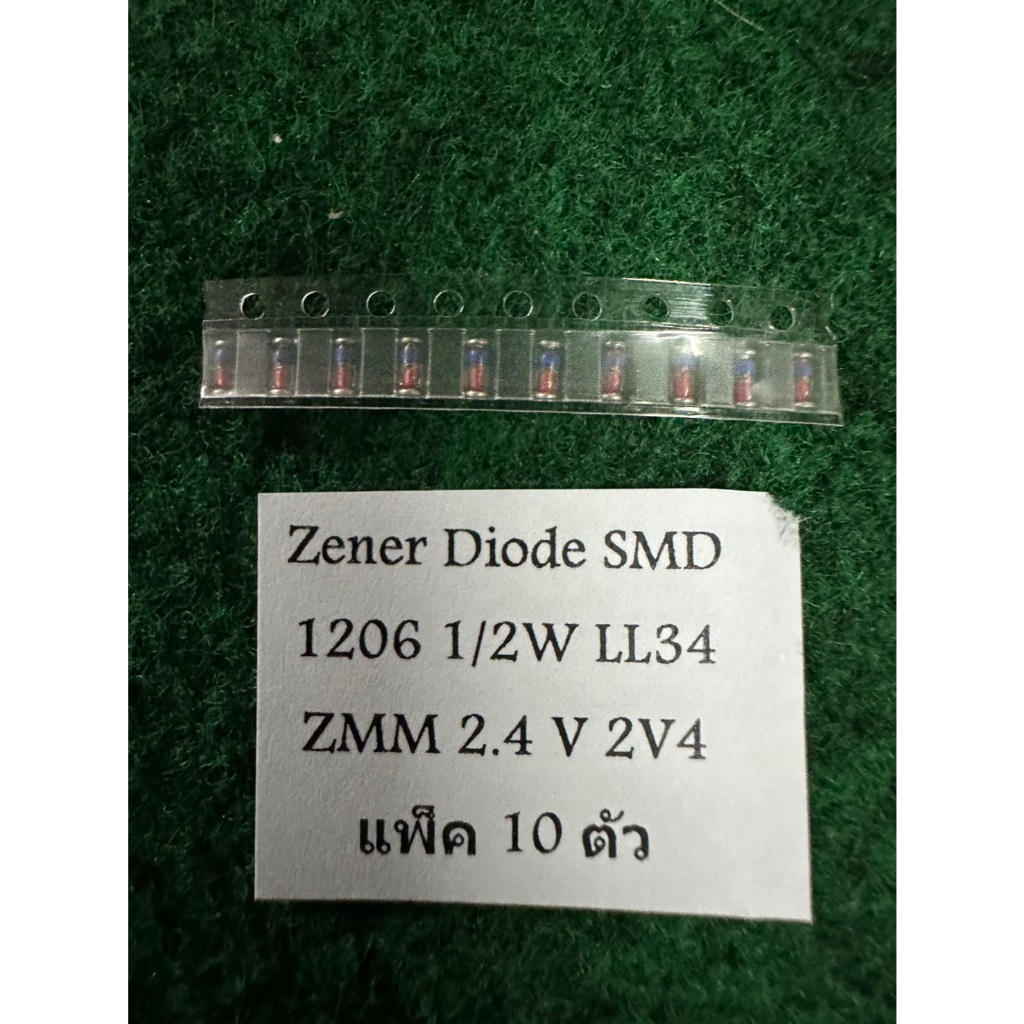 Zener Diode SMD
1206 1/2W LL34
ZMM 2.4 V 2V4
แพ็ค 10 ตัว